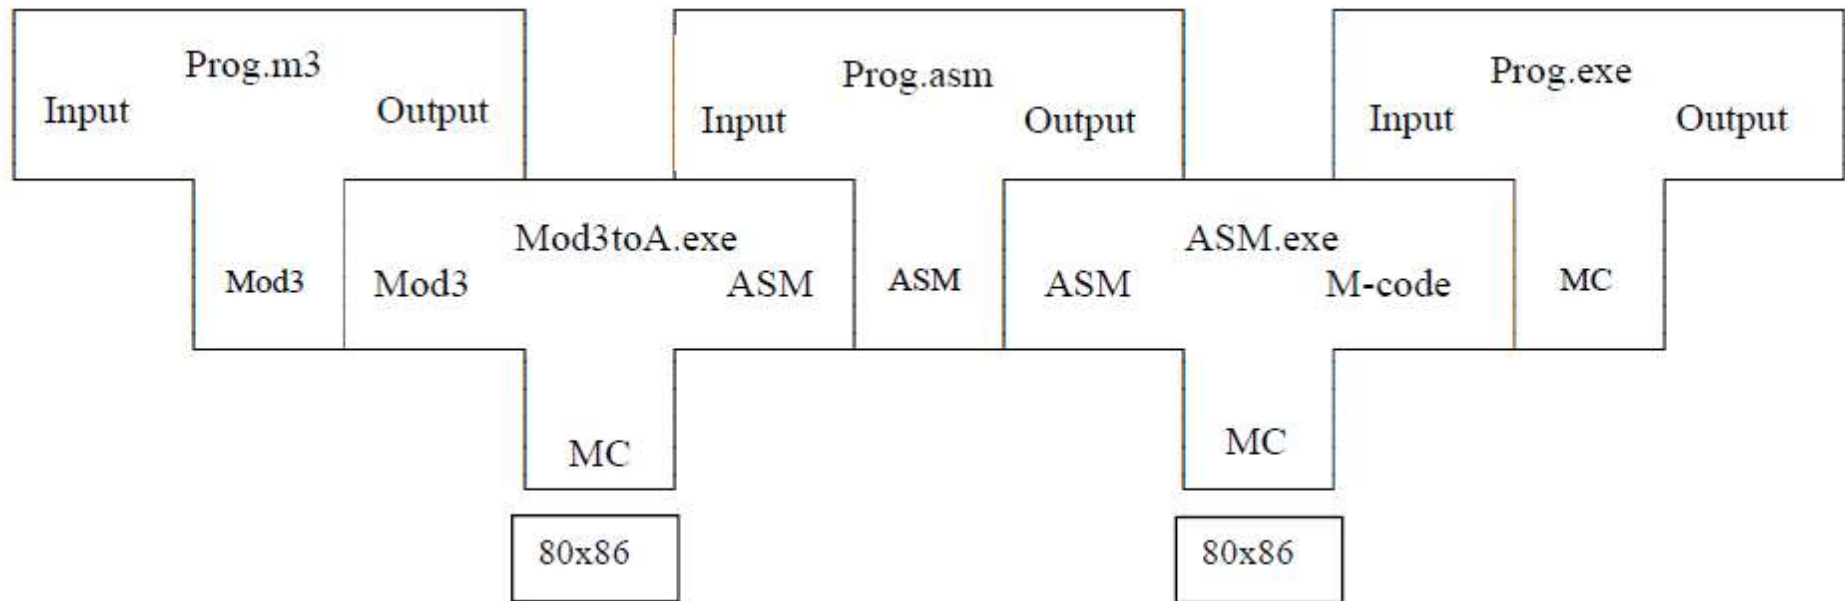 Prog.m3
Input Output
Prog.asm
Input Output
Prog.exe
Input Output
Mod3
Mod3toA.exe
Mod3 ASM
ASM
ASM.exe
ASM M-code
MC
MC
MC
80x86
80x86